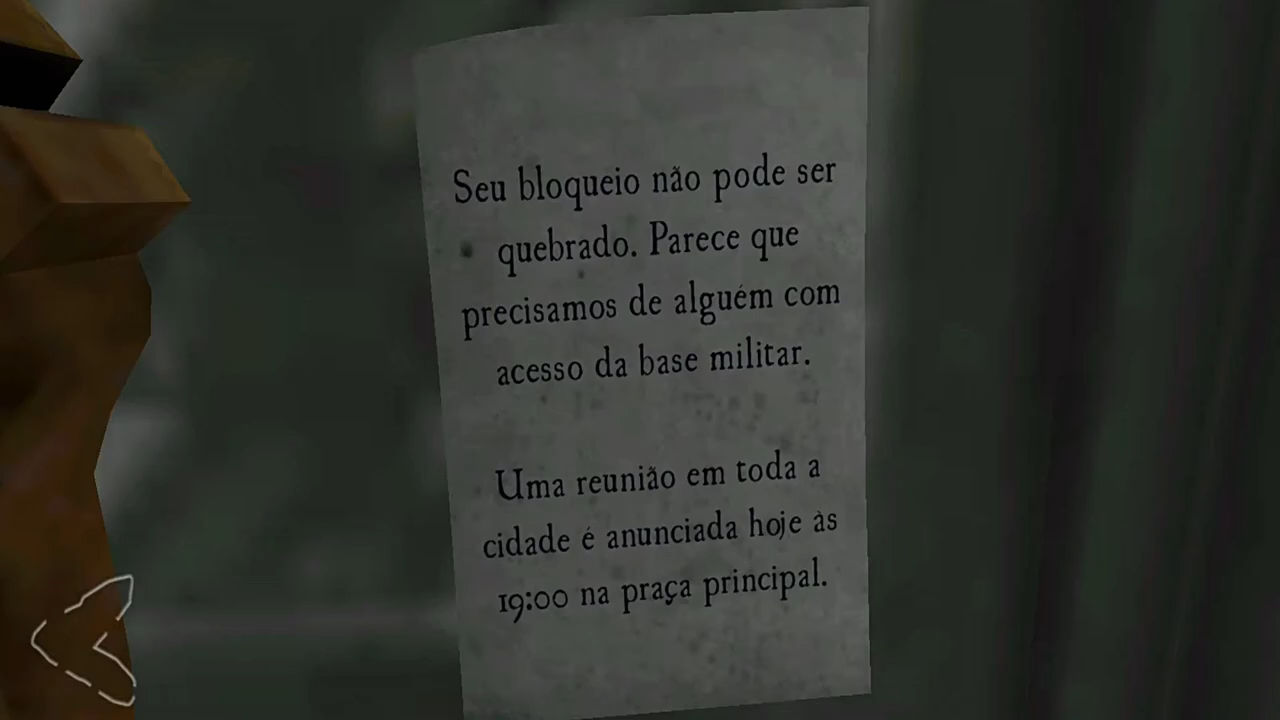 Seu bloqueio não pode ser
quebrado. Parece que
precisamos de alguém com
acesso da base militar.
Uma reunião em toda a
cidade é anunciada hoje às
19:00 na praça principal.